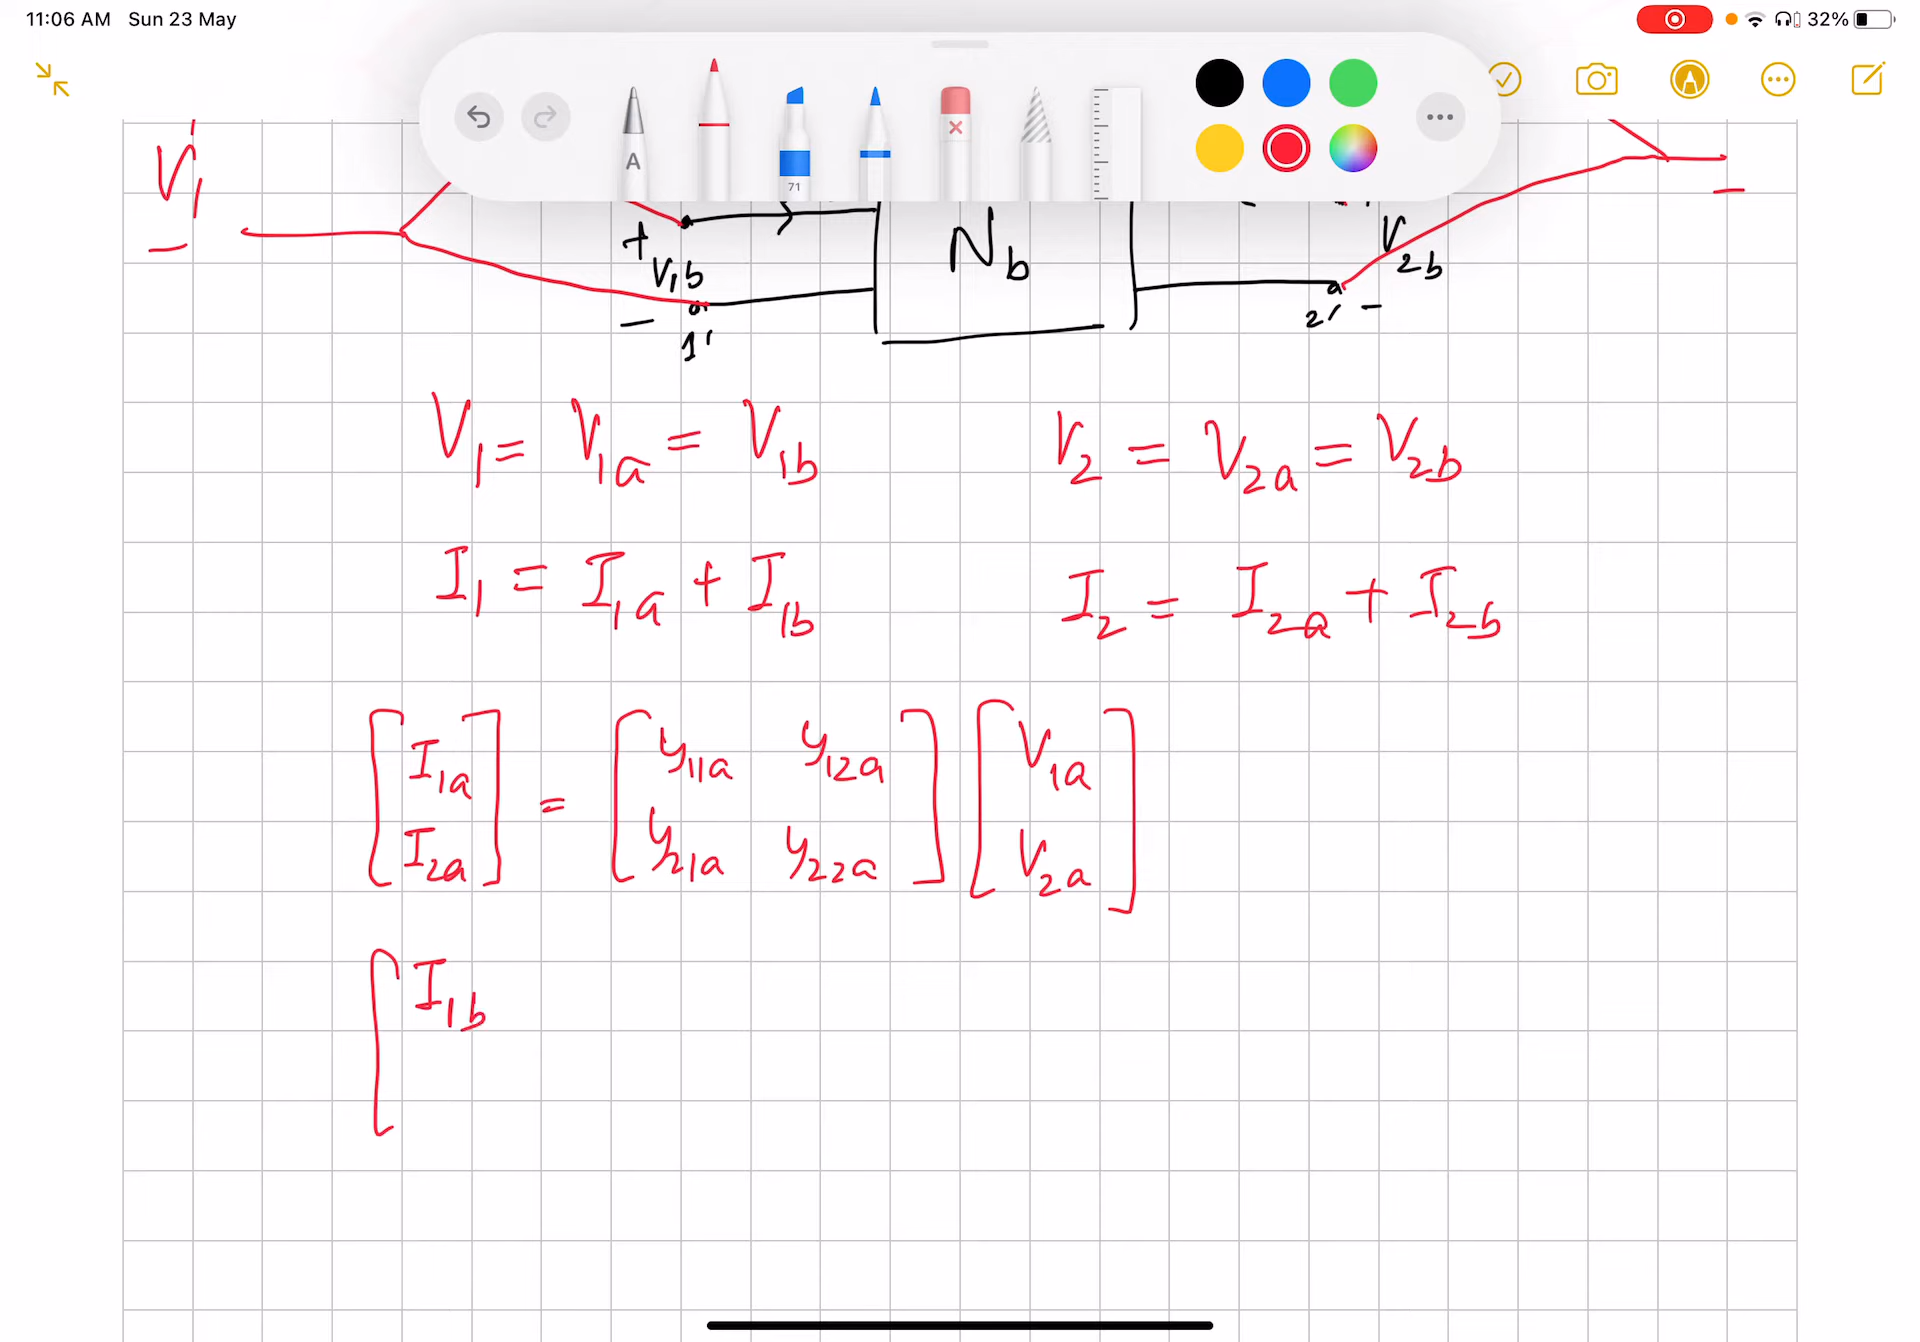 11:06 AM Sun 23 May 32%
A 71
V1
−
−
+ V1b
Nb
V2b
−
1'
2' −
V1 = V1a = V1b V2 = V2a = V2b
I1 = I1a + I1b I2 = I2a + I2b
[I1a] = [y11a y12a] [V1a]
[I2a] [y21a y22a] [V2a]
[I1b